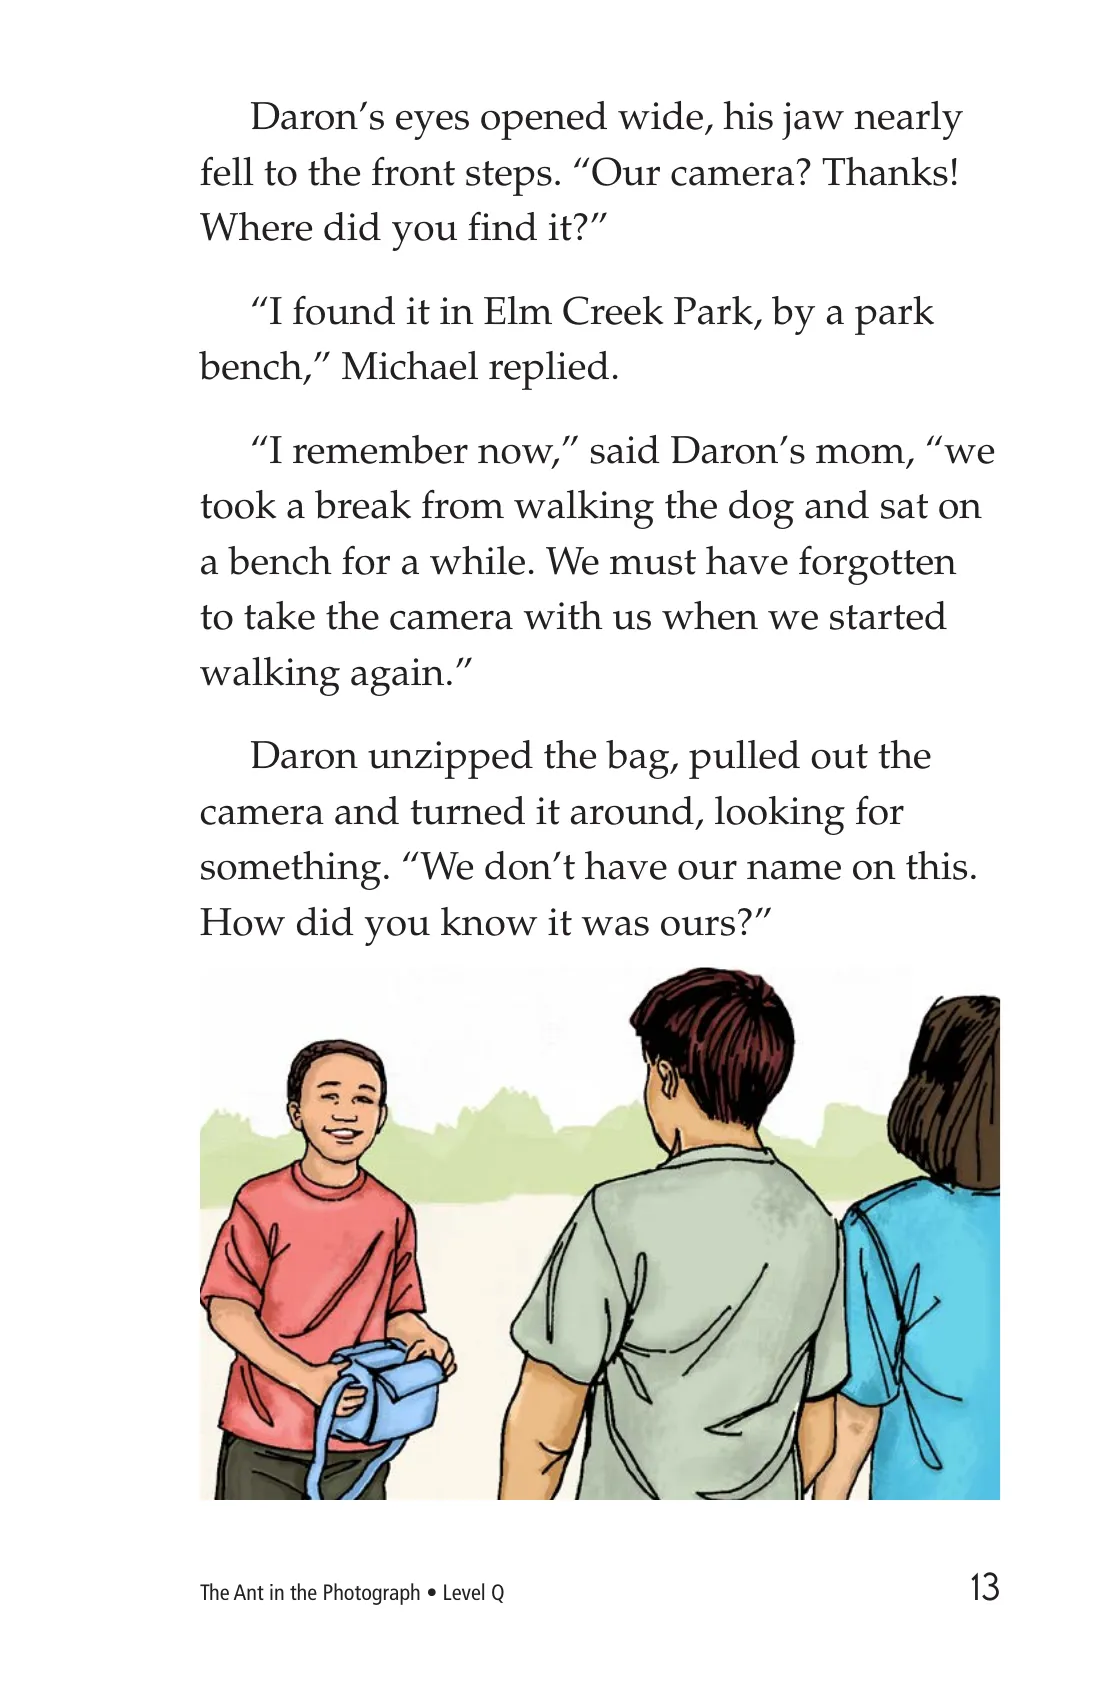 Daron’s eyes opened wide, his jaw nearly
fell to the front steps. “Our camera? Thanks!
Where did you find it?”
“I found it in Elm Creek Park, by a park
bench,” Michael replied.
“I remember now,” said Daron’s mom, “we
took a break from walking the dog and sat on
a bench for a while. We must have forgotten
to take the camera with us when we started
walking again.”
Daron unzipped the bag, pulled out the
camera and turned it around, looking for
something. “We don’t have our name on this.
How did you know it was ours?”
The Ant in the Photograph • Level Q
13